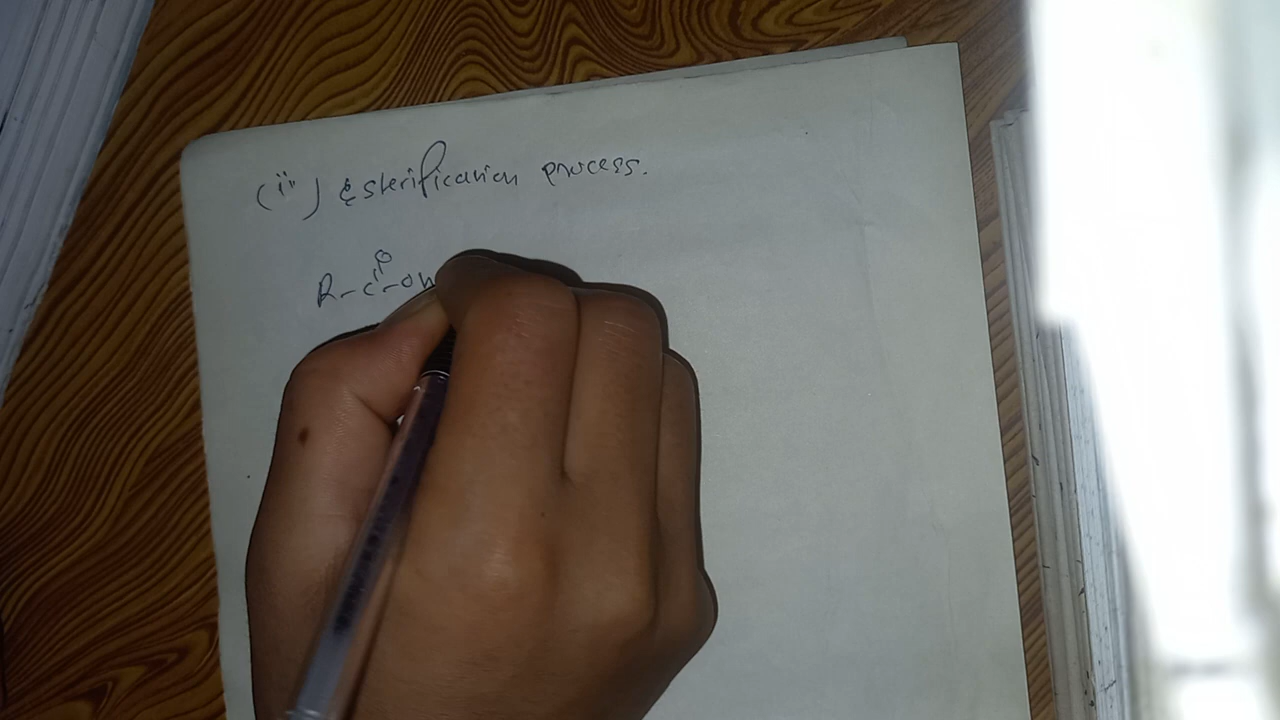 (ii) Esterification process.
O
R-C-OH